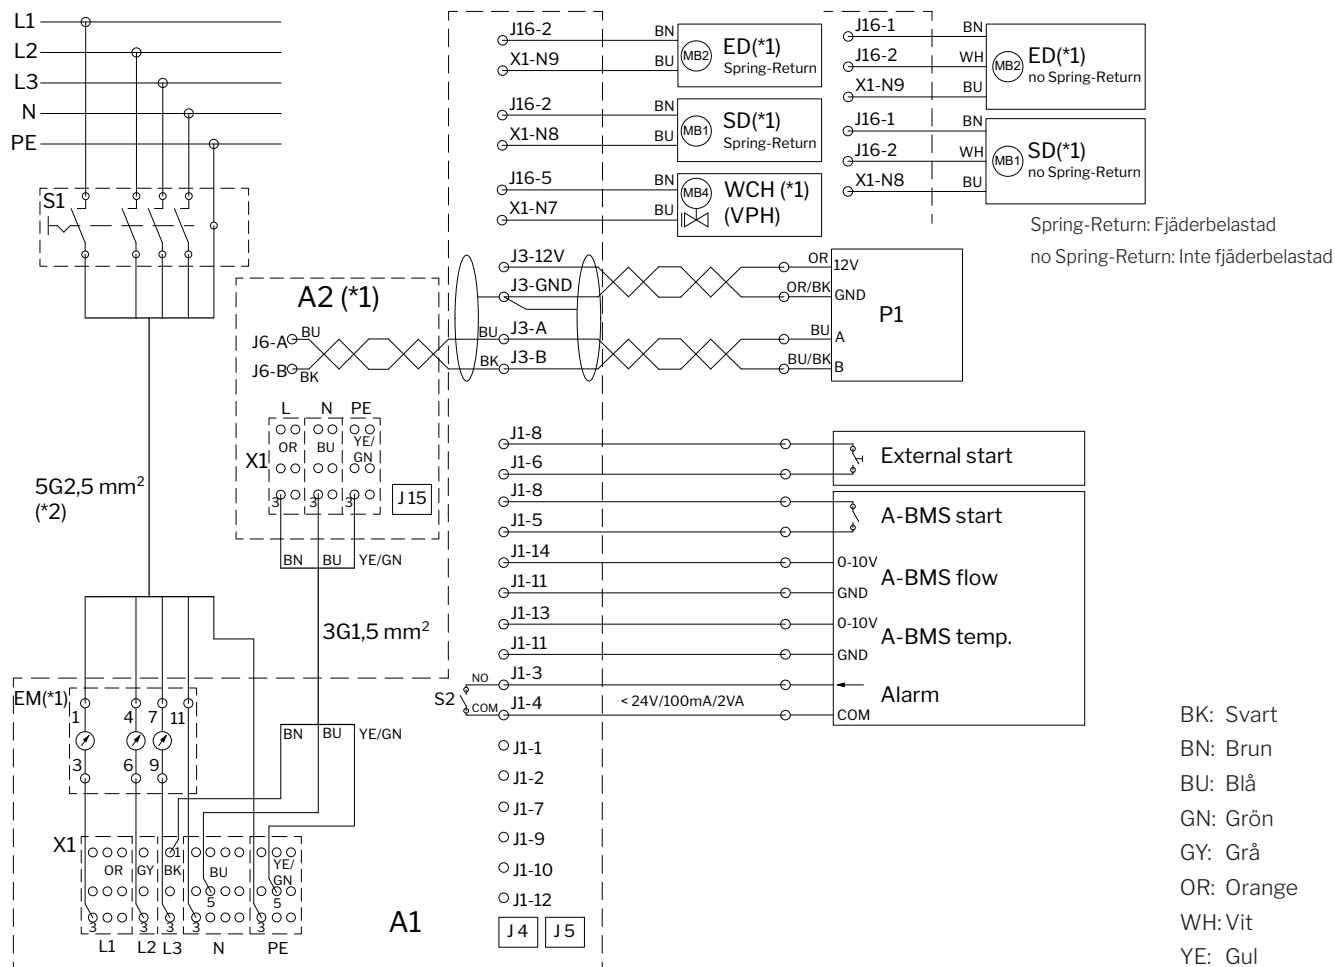 L1
L2
L3
N
PE
S1
5G2,5 mm²
(*2)
A2 (*1)
J6-A
BU
J6-B
BK
L N PE
OR BU YE/
GN
X1
3 3 3
J 15
BN BU YE/GN
3G1,5 mm²
BN BU YE/GN
EM(*1)
1 4 7 11
3 6 9
X1
1
OR GY BK BU YE/
GN
5 5
3 3 3 3 3
L1 L2 L3 N PE
A1
J16-2 BN
X1-N9 BU
MB2
ED(*1)
Spring-Return
J16-2 BN
X1-N8 BU
MB1
SD(*1)
Spring-Return
J16-5 BN
X1-N7 BU
MB4
WCH (*1)
(VPH)
J16-1 BN
J16-2 WH
X1-N9 BU
MB2
ED(*1)
no Spring-Return
J16-1 BN
J16-2 WH
X1-N8 BU
MB1
SD(*1)
no Spring-Return
Spring-Return: Fjäderbelastad
no Spring-Return: Inte fjäderbelastad
J3-12V OR 12V
J3-GND OR/BK GND
BU J3-A BU A
BK J3-B BU/BK B
P1
J1-8
J1-6
External start
J1-8
J1-5
A-BMS start
J1-14 0-10V
J1-11 GND
A-BMS flow
J1-13 0-10V
J1-11 GND
A-BMS temp.
S2
NO J1-3
COM J1-4 < 24V/100mA/2VA COM
Alarm
J1-1
J1-2
J1-7
J1-9
J1-10
J1-12
J 4 J 5
BK: Svart
BN: Brun
BU: Blå
GN: Grön
GY: Grå
OR: Orange
WH: Vit
YE: Gul